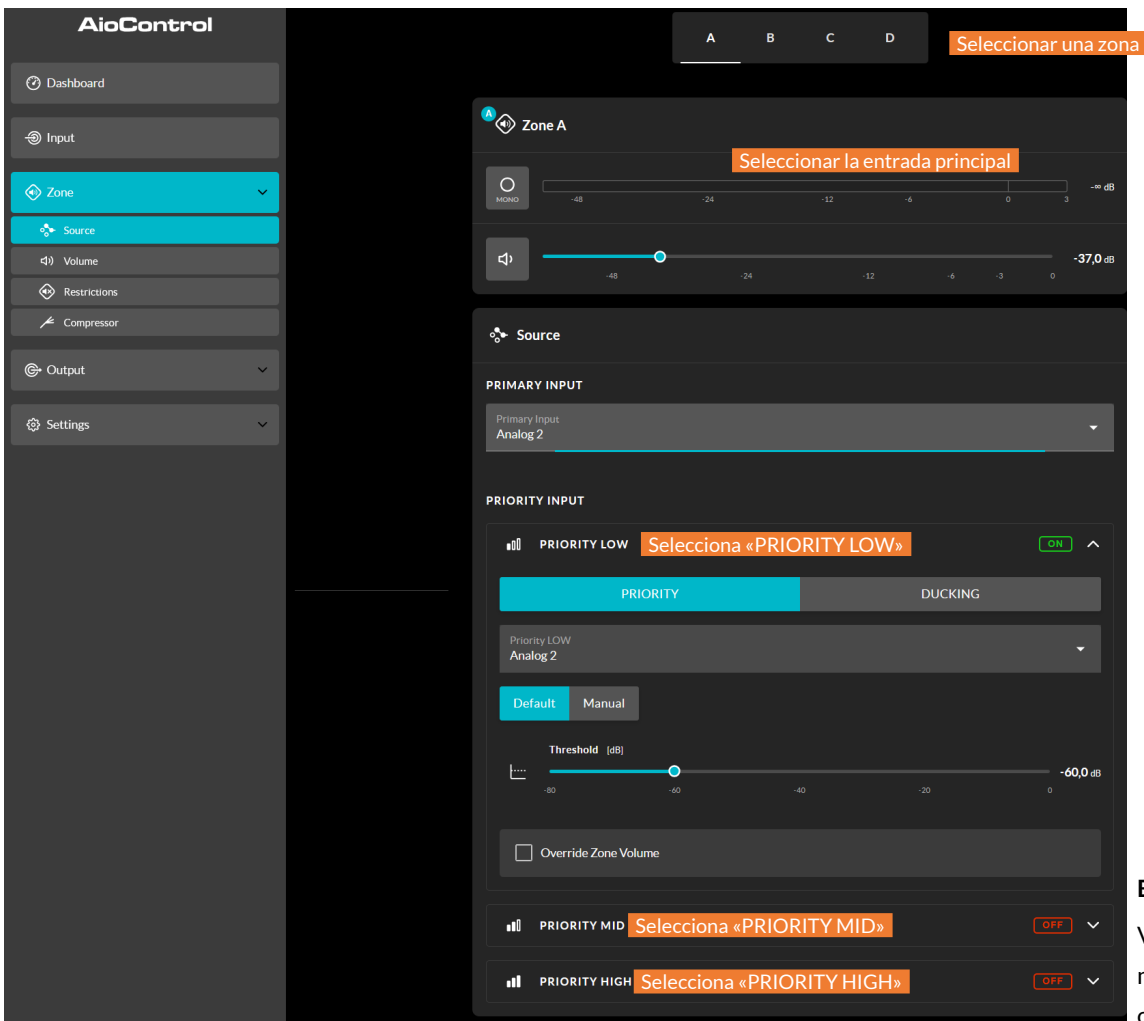 AioControl
Dashboard
Input
Zone
Source
Volume
Restrictions
Compressor
Output
Settings
A B C D
Seleccionar una zona
A
Zone A
Seleccionar la entrada principal
MONO
-∞ dB
-48 -24 -12 -6 0 3
-37,0 dB
-48 -24 -12 -6 -3 0
Source
PRIMARY INPUT
Primary Input
Analog 2
PRIORITY INPUT
PRIORITY LOW Selecciona «PRIORITY LOW» ON
PRIORITY DUCKING
Priority LOW
Analog 2
Default Manual
Threshold [dB]
-60,0 dB
-80 -60 -40 -20 0
Override Zone Volume
PRIORITY MID Selecciona «PRIORITY MID» OFF
PRIORITY HIGH Selecciona «PRIORITY HIGH» OFF